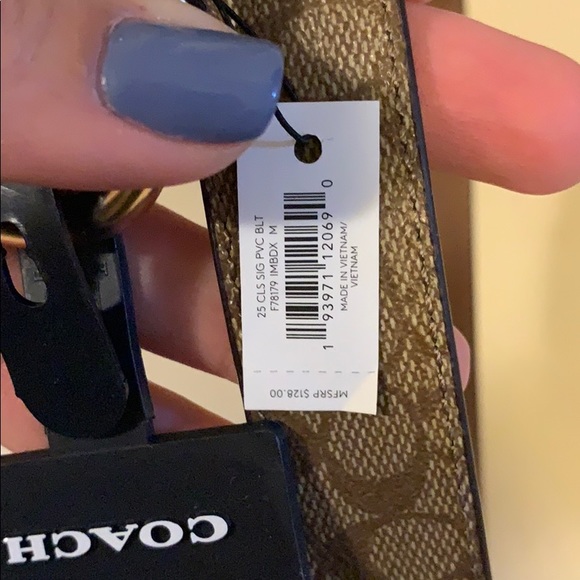 25 CLS SIG PVC BLT
F78179 IMBDX M
1 93971 12069 0
MADE IN VIETNAM/
VIETNAM
MFSRP $128.00
COACH